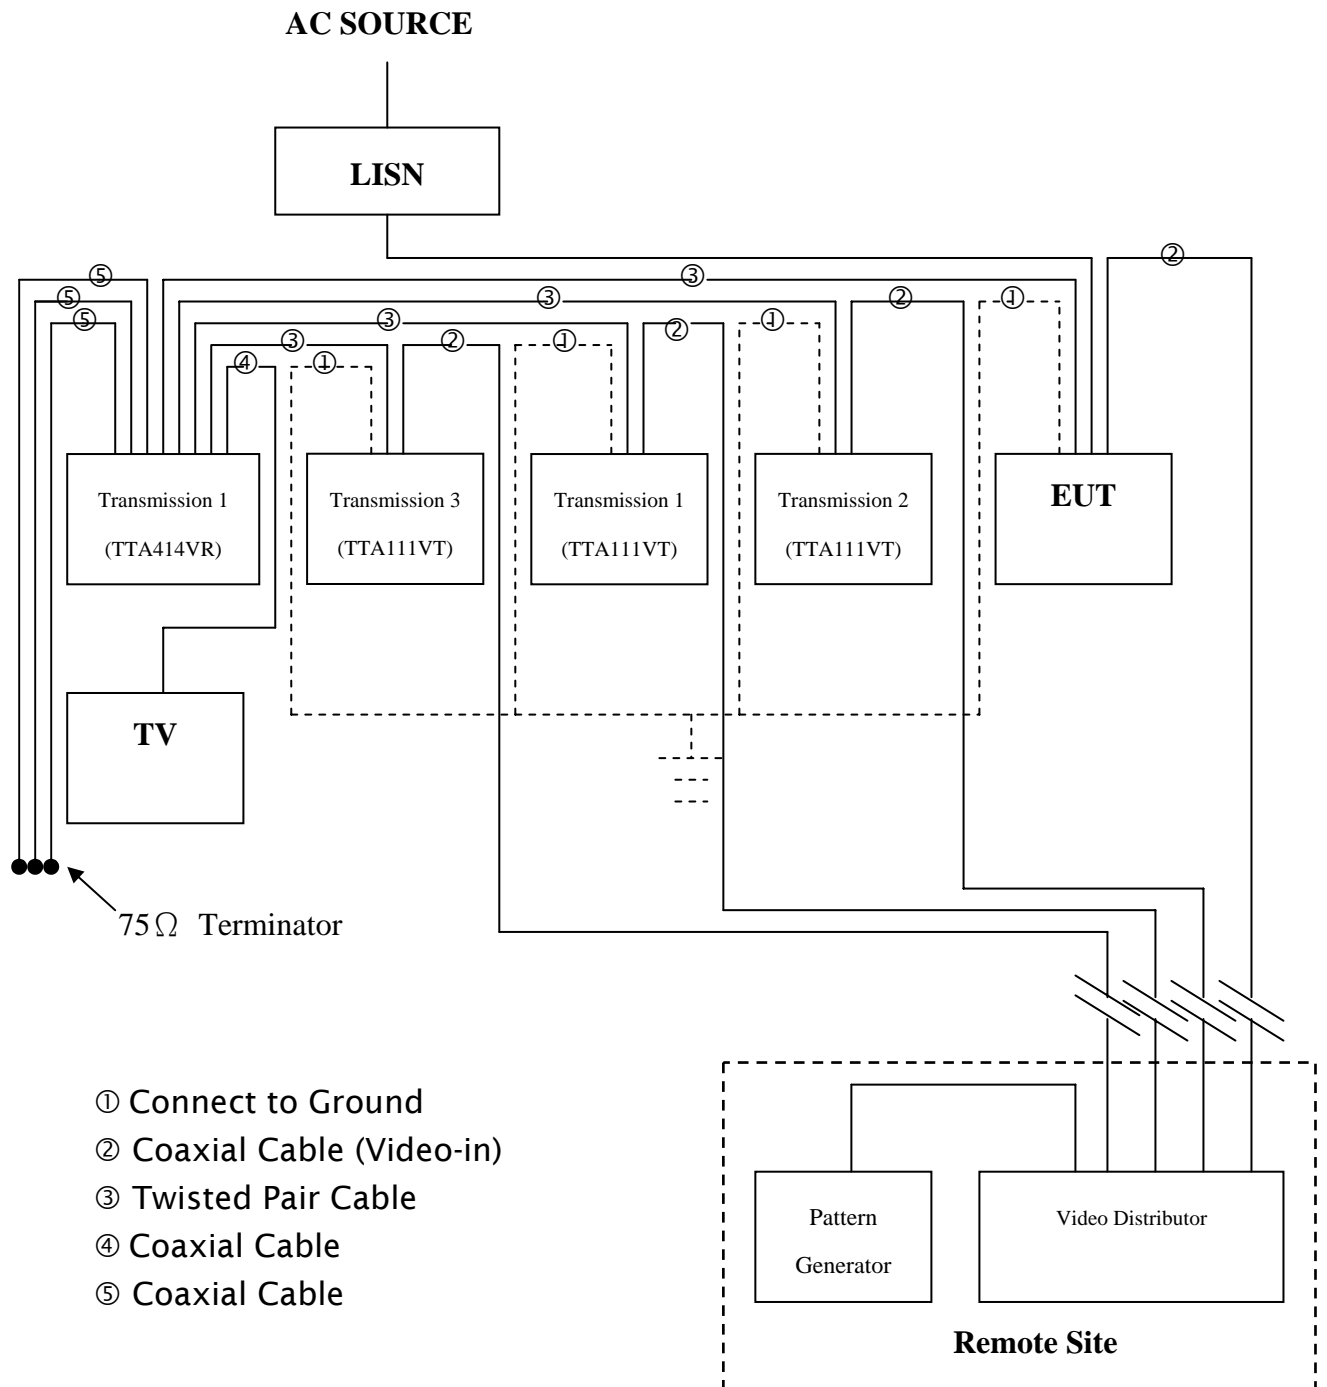 AC SOURCE
LISN
②
⑤ ③
⑤ ③ ② ①
⑤ ③ ② ①
③ ② ①
④ ①
Transmission 1
(TTA414VR)
Transmission 3
(TTA111VT)
Transmission 1
(TTA111VT)
Transmission 2
(TTA111VT)
EUT
TV
75Ω Terminator
① Connect to Ground
② Coaxial Cable (Video-in)
③ Twisted Pair Cable
④ Coaxial Cable
⑤ Coaxial Cable
Pattern
Generator
Video Distributor
Remote Site